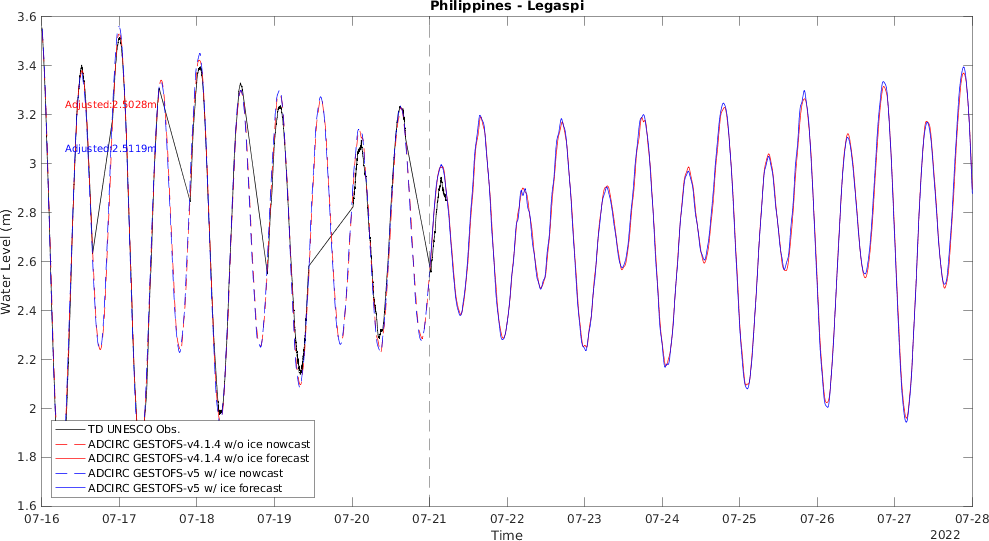 Philippines - Legaspi
3.6
3.4
3.2
3
2.8
2.6
2.4
2.2
2
1.8
1.6
Water Level (m)
Adjusted:2.5028m
Adjusted:2.5119m
TD UNESCO Obs.
ADCIRC GESTOFS-v4.1.4 w/o ice nowcast
ADCIRC GESTOFS-v4.1.4 w/o ice forecast
ADCIRC GESTOFS-v5 w/ ice nowcast
ADCIRC GESTOFS-v5 w/ ice forecast
07-16 07-17 07-18 07-19 07-20 07-21 07-22 07-23 07-24 07-25 07-26 07-27 07-28
Time
2022